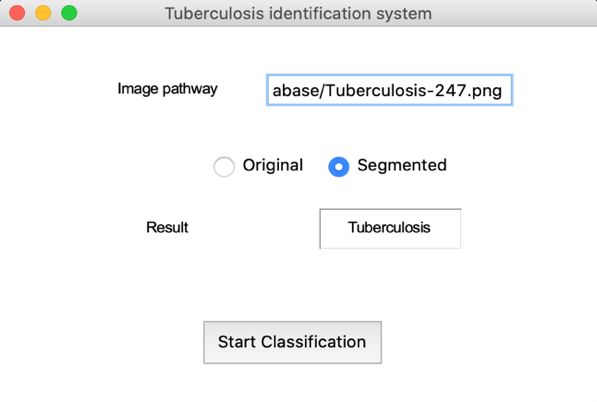 Tuberculosis identification system
Image pathway abase/Tuberculosis-247.png
Original Segmented
Result Tuberculosis
Start Classification